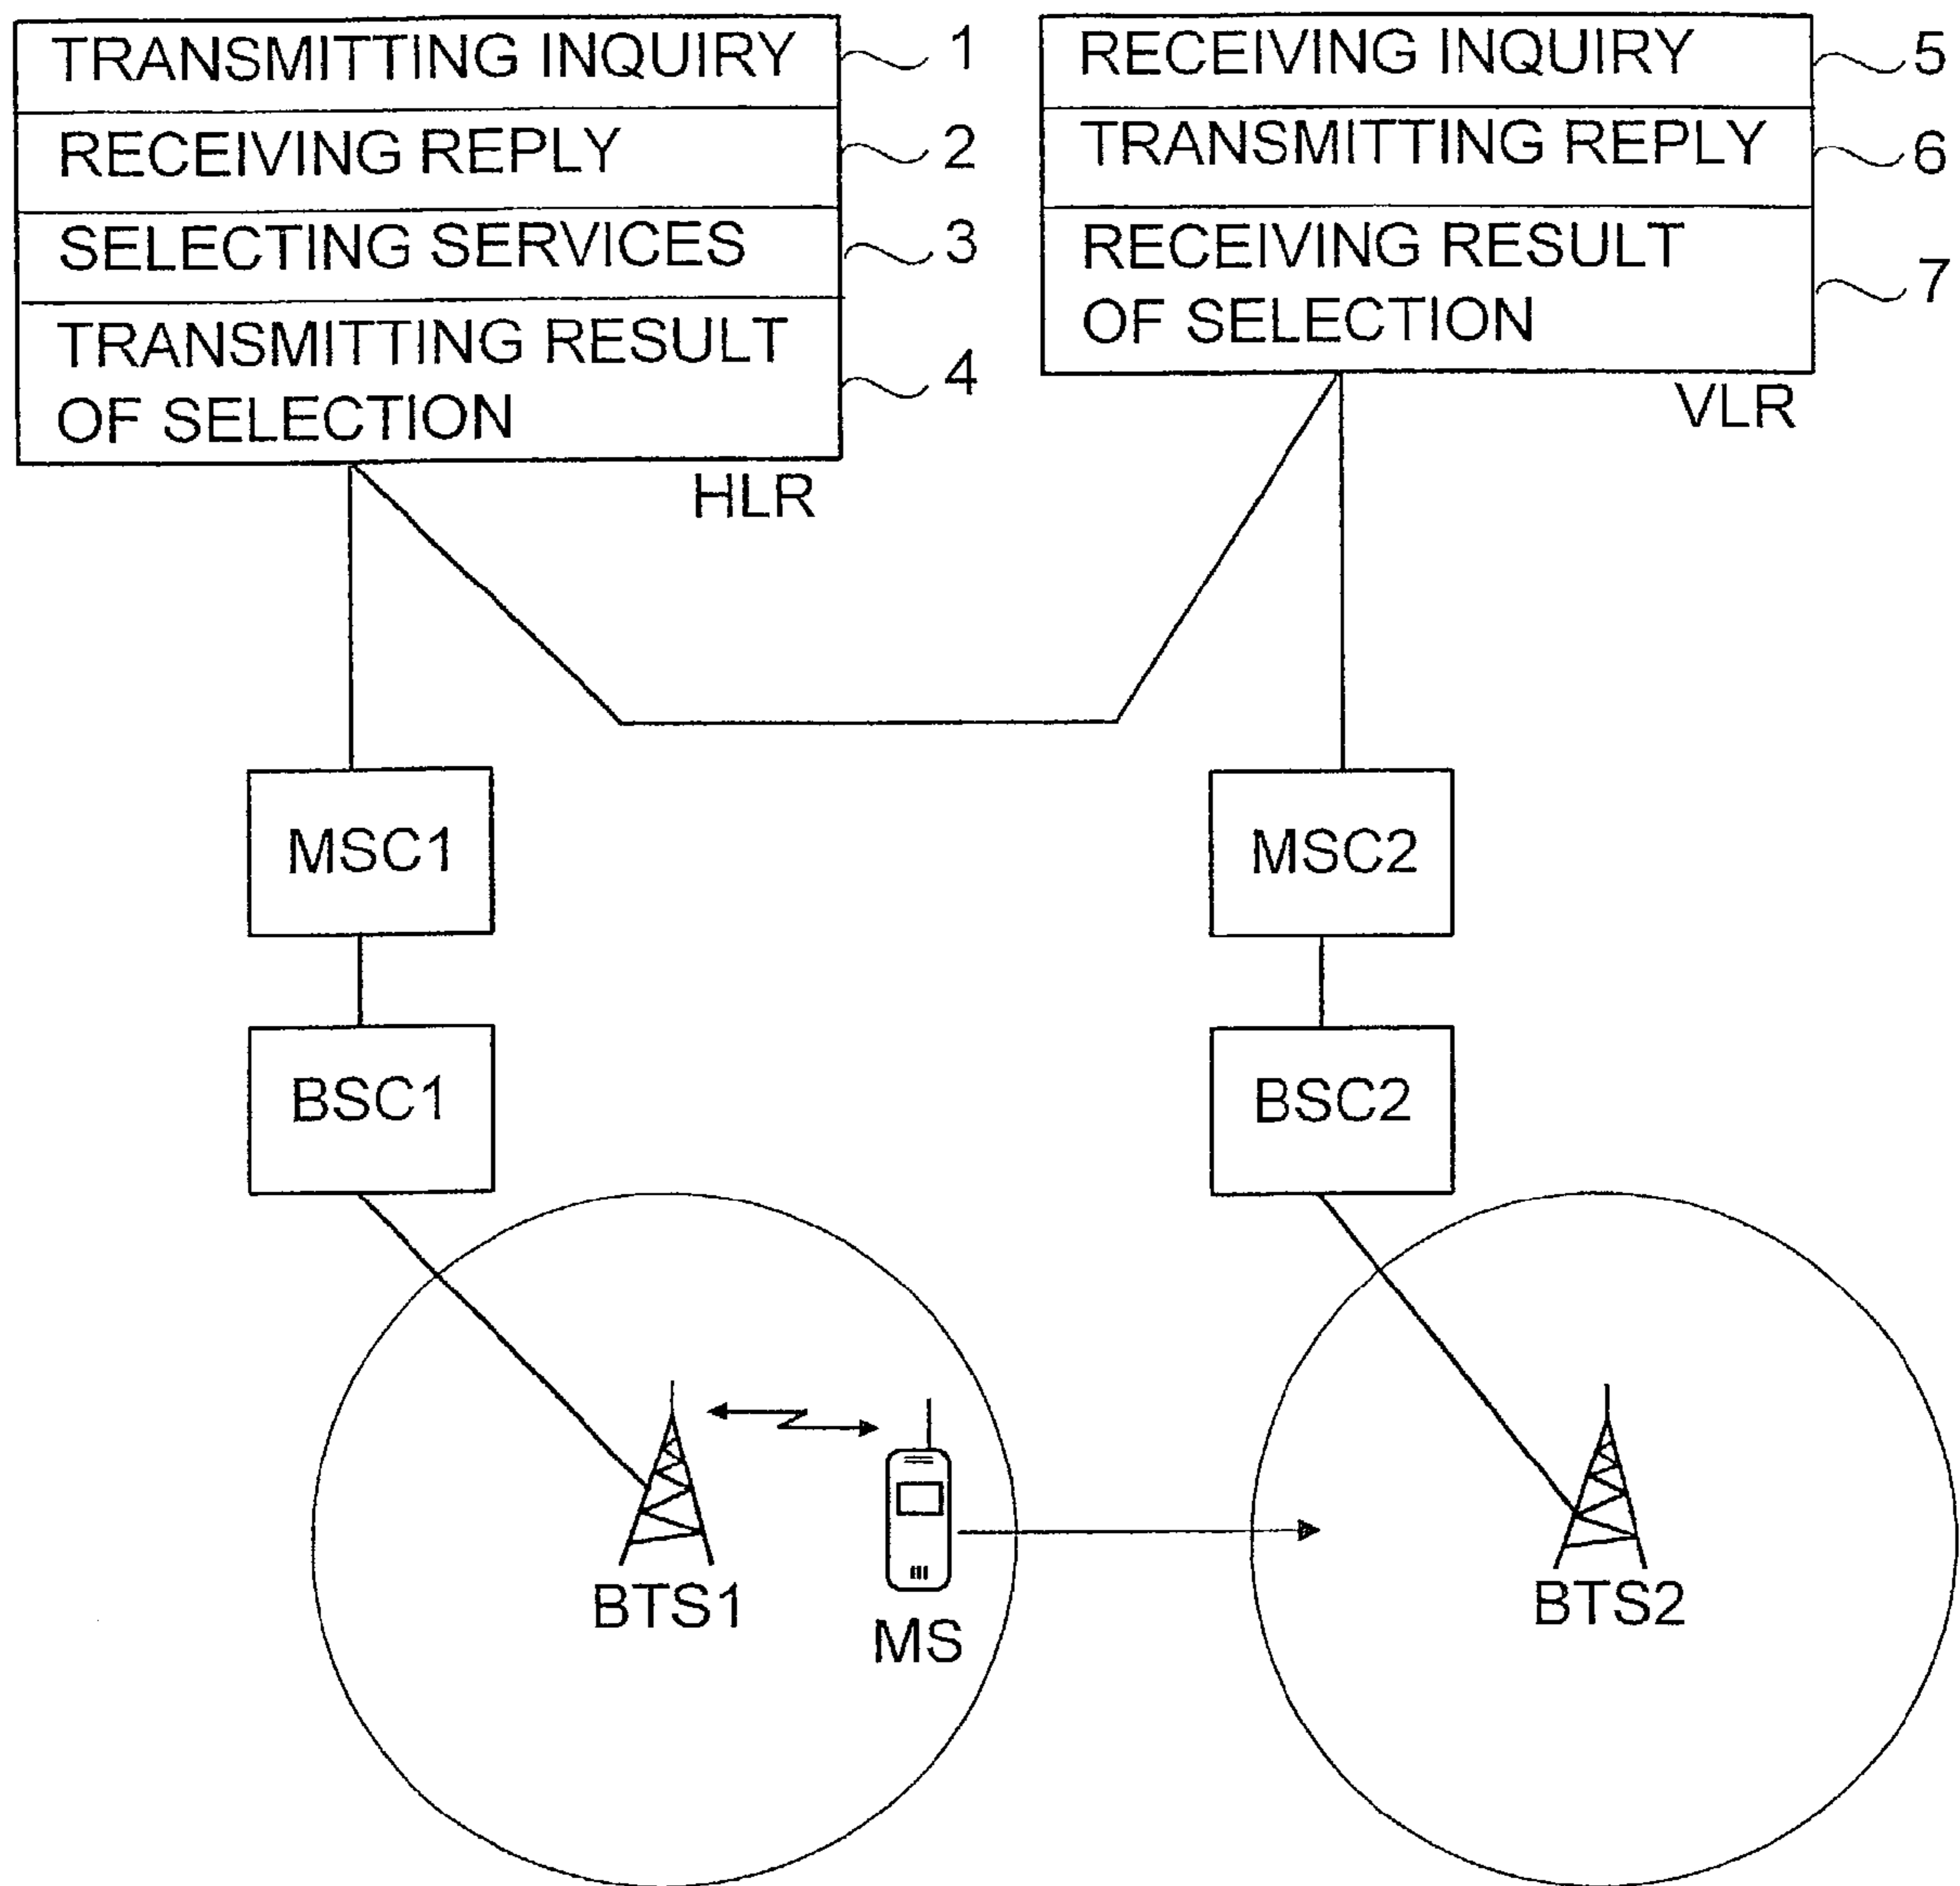 TRANSMITTING INQUIRY 1
RECEIVING REPLY 2
SELECTING SERVICES 3
TRANSMITTING RESULT
OF SELECTION 4
HLR
RECEIVING INQUIRY 5
TRANSMITTING REPLY 6
RECEIVING RESULT
OF SELECTION 7
VLR
MSC1
MSC2
BSC1
BSC2
BTS1
MS
BTS2